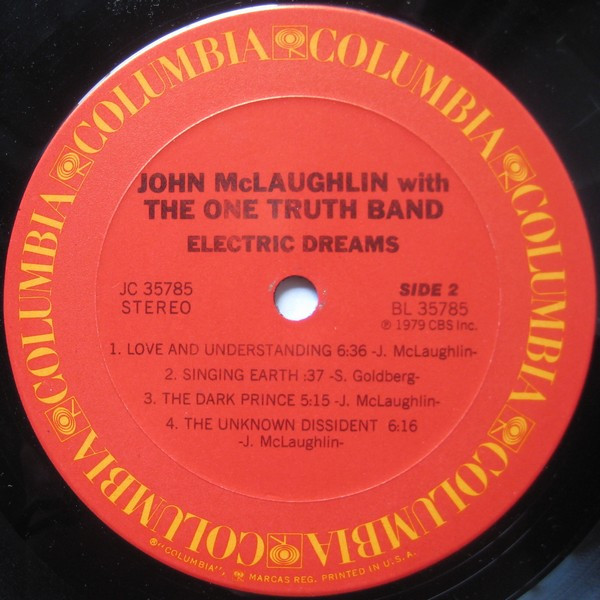 COLUMBIA COLUMBIA COLUMBIA COLUMBIA COLUMBIA COLUMBIA
JOHN McLAUGHLIN with
THE ONE TRUTH BAND
ELECTRIC DREAMS
JC 35785
STEREO
SIDE 2
BL 35785
℗ 1979 CBS Inc.
1. LOVE AND UNDERSTANDING 6:36 -J. McLaughlin-
2. SINGING EARTH :37 -S. Goldberg-
3. THE DARK PRINCE 5:15 -J. McLaughlin-
4. THE UNKNOWN DISSIDENT 6:16
-J. McLaughlin-
®"COLUMBIA", MARCAS REG. PRINTED IN U.S.A.